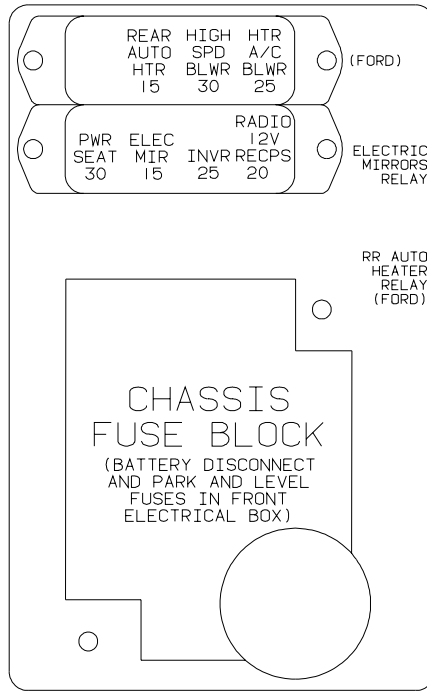 REAR HIGH HTR
AUTO SPD A/C
HTR BLWR BLWR
15 30 25
(FORD)
RADIO
PWR ELEC 12V
SEAT MIR INVR RECPS
30 15 25 20
ELECTRIC
MIRRORS
RELAY
RR AUTO
HEATER
RELAY
(FORD)
CHASSIS
FUSE BLOCK
(BATTERY DISCONNECT
AND PARK AND LEVEL
FUSES IN FRONT
ELECTRICAL BOX)